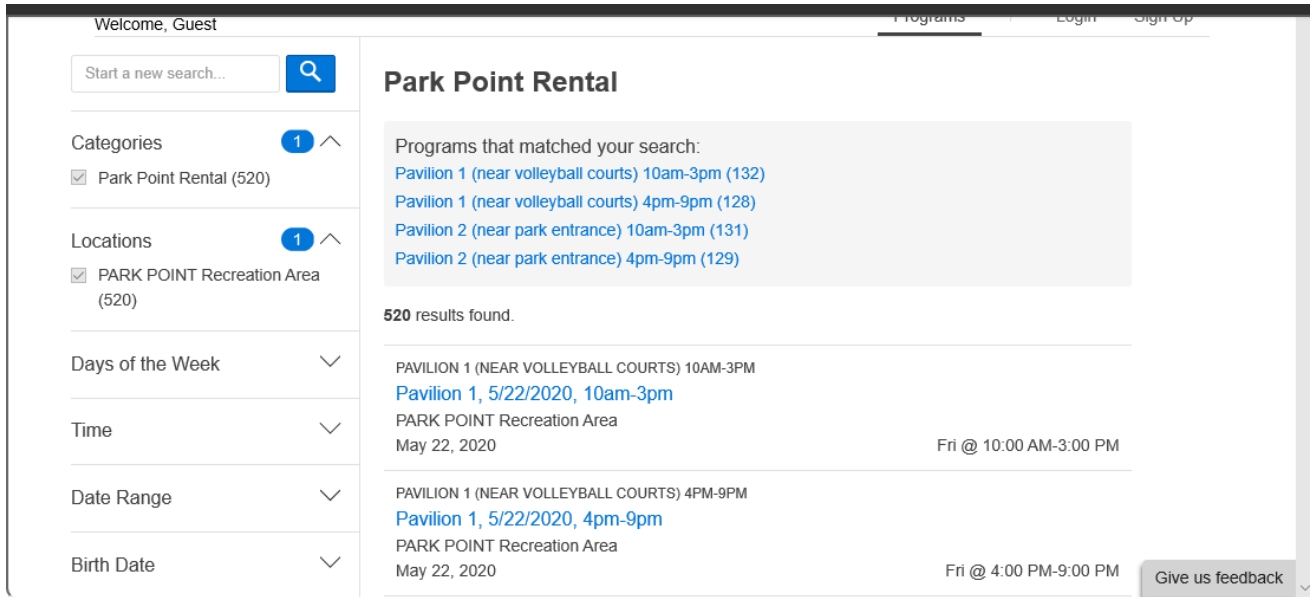 Welcome, Guest
Programs
Login
Sign Up
Start a new search...
Categories
1
Park Point Rental (520)
Locations
1
PARK POINT Recreation Area
(520)
Days of the Week
Time
Date Range
Birth Date
Park Point Rental
Programs that matched your search:
Pavilion 1 (near volleyball courts) 10am-3pm (132)
Pavilion 1 (near volleyball courts) 4pm-9pm (128)
Pavilion 2 (near park entrance) 10am-3pm (131)
Pavilion 2 (near park entrance) 4pm-9pm (129)
520 results found.
PAVILION 1 (NEAR VOLLEYBALL COURTS) 10AM-3PM
Pavilion 1, 5/22/2020, 10am-3pm
PARK POINT Recreation Area
May 22, 2020
Fri @ 10:00 AM-3:00 PM
PAVILION 1 (NEAR VOLLEYBALL COURTS) 4PM-9PM
Pavilion 1, 5/22/2020, 4pm-9pm
PARK POINT Recreation Area
May 22, 2020
Fri @ 4:00 PM-9:00 PM
Give us feedback